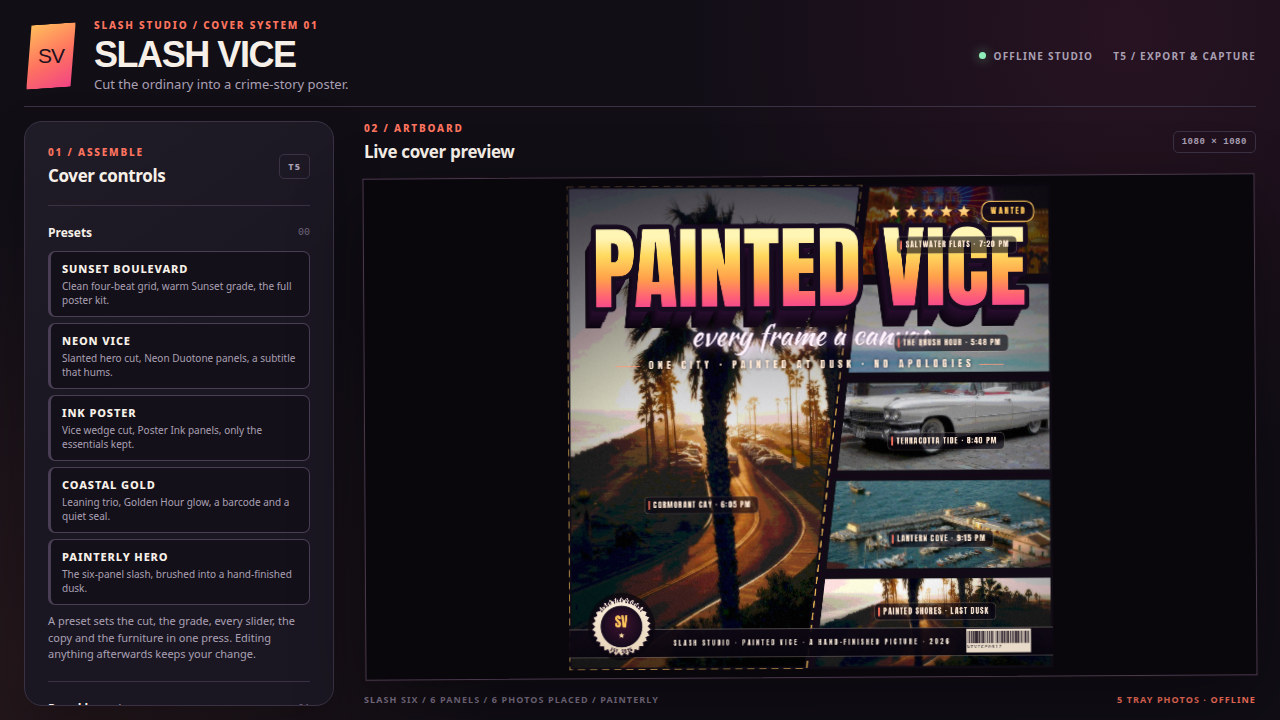 SV
SLASH STUDIO / COVER SYSTEM 01
SLASH VICE
Cut the ordinary into a crime-story poster.
OFFLINE STUDIO
T5 / EXPORT & CAPTURE
01 / ASSEMBLE
Cover controls
T5
Presets
00
SUNSET BOULEVARD
Clean four-beat grid, warm Sunset grade, the full
poster kit.
NEON VICE
Slanted hero cut, Neon Duotone panels, a subtitle
that hums.
INK POSTER
Vice wedge cut, Poster Ink panels, only the
essentials kept.
COASTAL GOLD
Leaning trio, Golden Hour glow, a barcode and a
quiet seal.
PAINTERLY HERO
The six-panel slash, brushed into a hand-finished
dusk.
A preset sets the cut, the grade, every slider, the
copy and the furniture in one press. Editing
anything afterwards keeps your change.
02 / ARTBOARD
Live cover preview
1080 × 1080
WANTED
SALTWATER FLATS · 7:20 PM
PAINTED VICE
every frame a canvas
THE BRUSH HOUR · 5:48 PM
ONE CITY · PAINTED AT DUSK · NO APOLOGIES
TERRACOTTA TIDE · 8:40 PM
CORMORANT CAY · 6:05 PM
LANTERN COVE · 9:15 PM
PAINTED SHORES · LAST DUSK
SV
SLASH STUDIO · PAINTED VICE · A HAND-FINISHED PICTURE · 2026
SLASH SIX / 6 PANELS / 6 PHOTOS PLACED / PAINTERLY
5 TRAY PHOTOS · OFFLINE